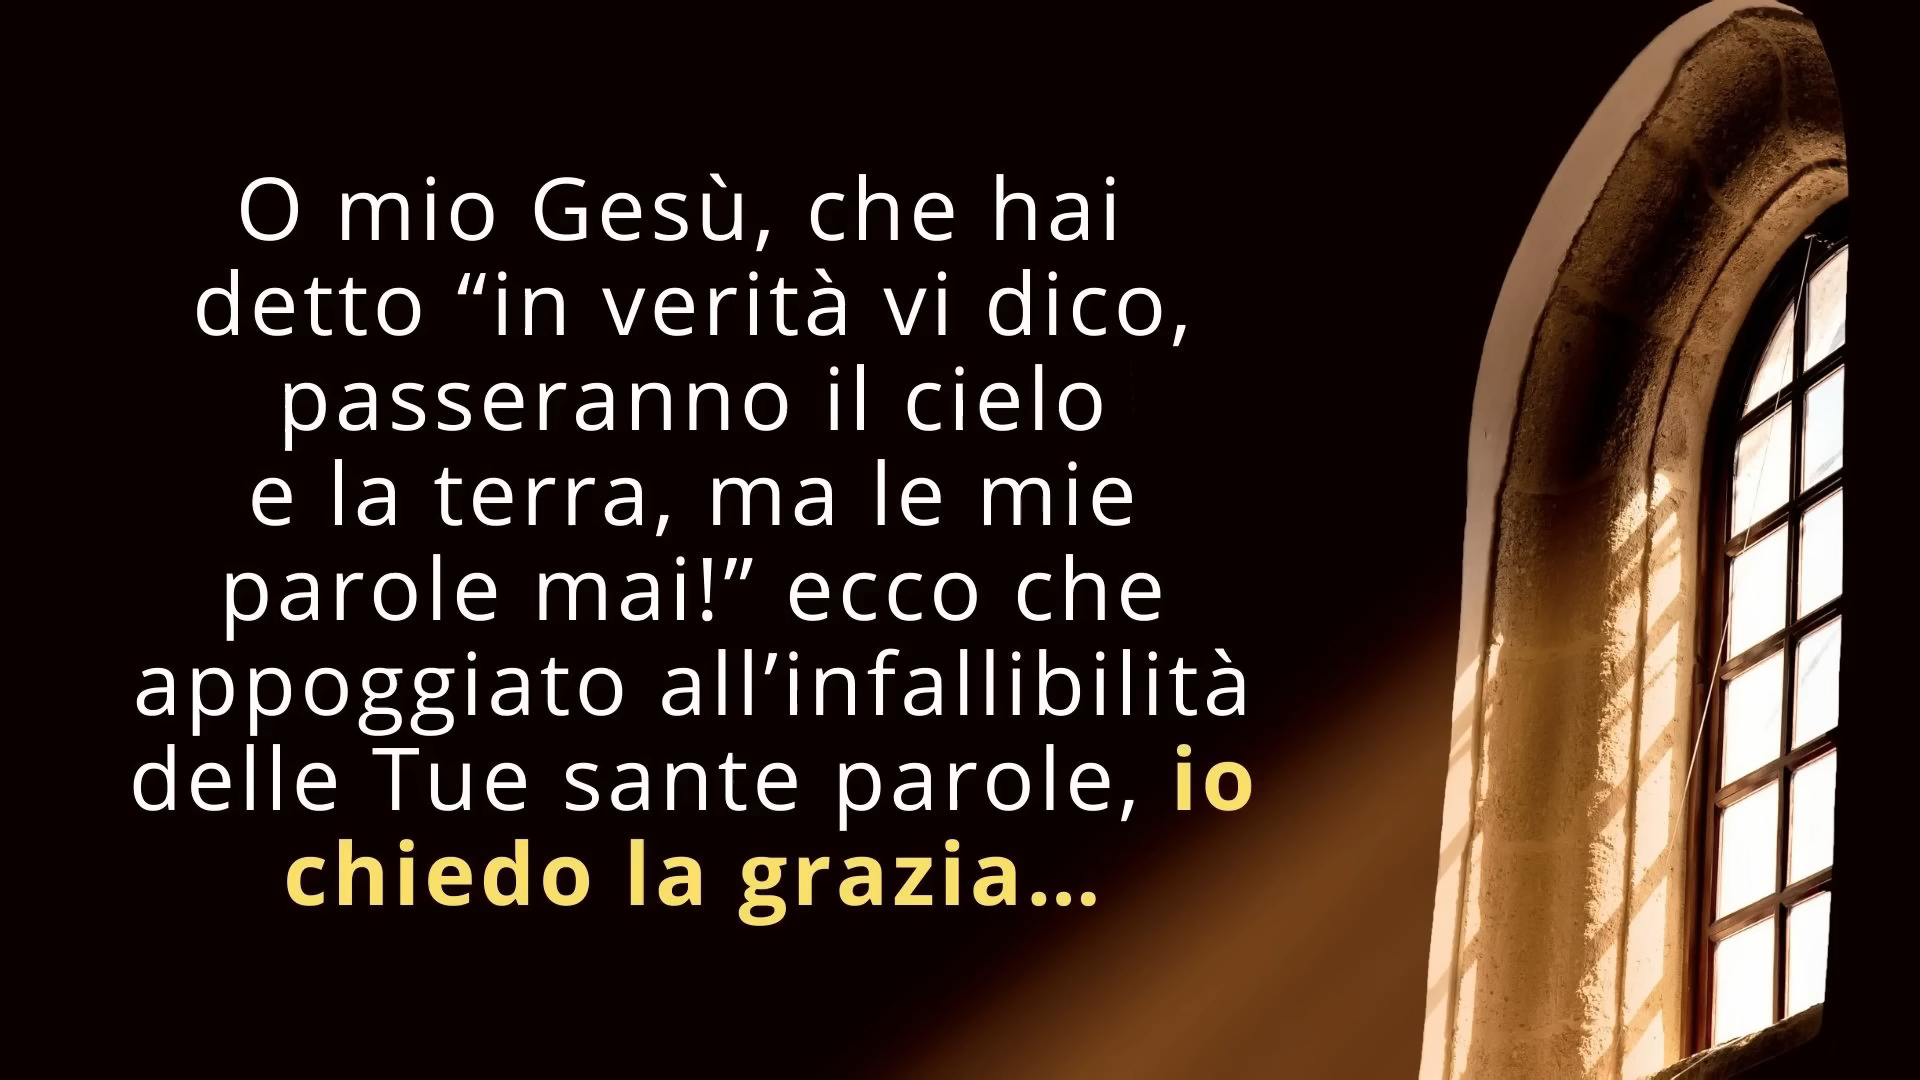 O mio Gesù, che hai
detto “in verità vi dico,
passeranno il cielo
e la terra, ma le mie
parole mai!” ecco che
appoggiato all’infallibilità
delle Tue sante parole, io
chiedo la grazia...